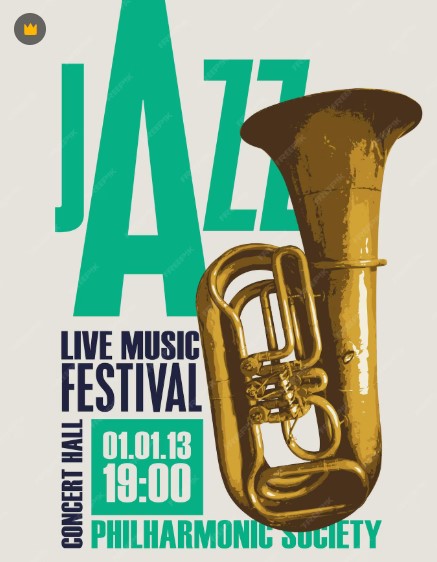 JAZZ
LIVE MUSIC
FESTIVAL
CONCERT HALL
01.01.13
19:00
PHILHARMONIC SOCIETY